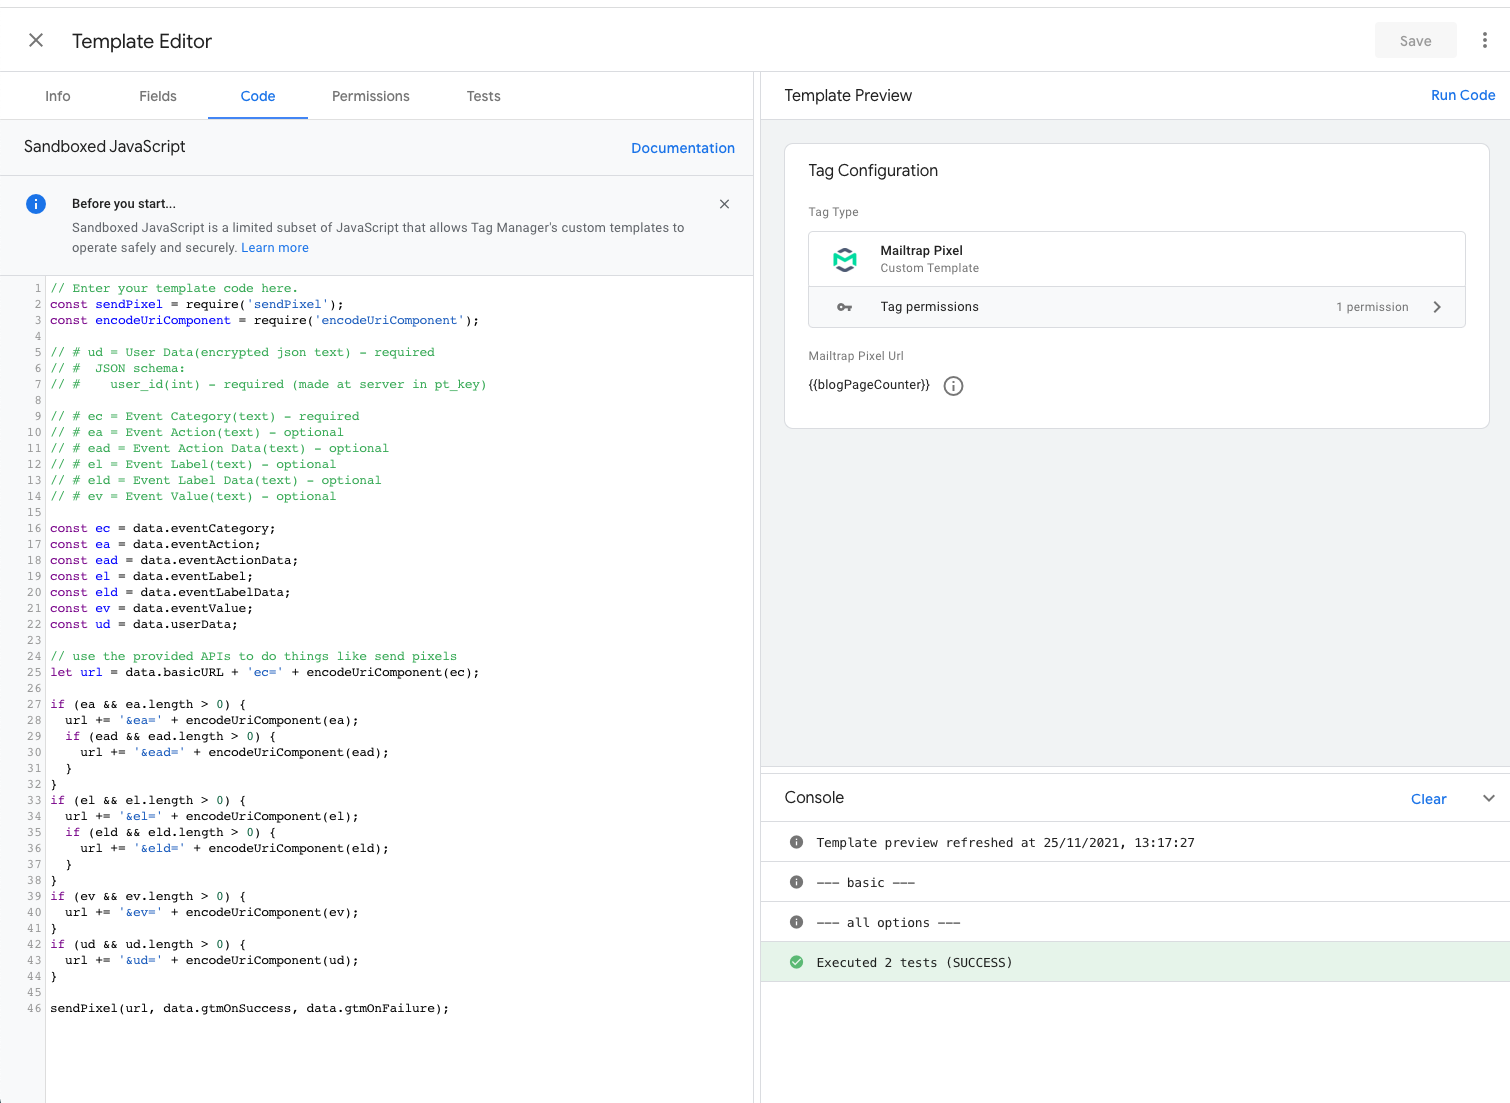 Template Editor
Save
Info
Fields
Code
Permissions
Tests
Sandboxed JavaScript
Documentation
Before you start...
Sandboxed JavaScript is a limited subset of JavaScript that allows Tag Manager's custom templates to
operate safely and securely. Learn more
1 // Enter your template code here.
2 const sendPixel = require('sendPixel');
3 const encodeUriComponent = require('encodeUriComponent');
4
5 // # ud = User Data(encrypted json text) - required
6 // #  JSON schema:
7 // #    user_id(int) - required (made at server in pt_key)
8
9 // # ec = Event Category(text) - required
10 // # ea = Event Action(text) - optional
11 // # ead = Event Action Data(text) - optional
12 // # el = Event Label(text) - optional
13 // # eld = Event Label Data(text) - optional
14 // # ev = Event Value(text) - optional
15
16 const ec = data.eventCategory;
17 const ea = data.eventAction;
18 const ead = data.eventActionData;
19 const el = data.eventLabel;
20 const eld = data.eventLabelData;
21 const ev = data.eventValue;
22 const ud = data.userData;
23
24 // use the provided APIs to do things like send pixels
25 let url = data.basicURL + 'ec=' + encodeUriComponent(ec);
26
27 if (ea && ea.length > 0) {
28   url += '&ea=' + encodeUriComponent(ea);
29   if (ead && ead.length > 0) {
30     url += '&ead=' + encodeUriComponent(ead);
31   }
32 }
33 if (el && el.length > 0) {
34   url += '&el=' + encodeUriComponent(el);
35   if (eld && eld.length > 0) {
36     url += '&eld=' + encodeUriComponent(eld);
37   }
38 }
39 if (ev && ev.length > 0) {
40   url += '&ev=' + encodeUriComponent(ev);
41 }
42 if (ud && ud.length > 0) {
43   url += '&ud=' + encodeUriComponent(ud);
44 }
45
46 sendPixel(url, data.gtmOnSuccess, data.gtmOnFailure);
Template Preview
Run Code
Tag Configuration
Tag Type
Mailtrap Pixel
Custom Template
Tag permissions
1 permission
Mailtrap Pixel Url
{{blogPageCounter}}
Console
Clear
Template preview refreshed at 25/11/2021, 13:17:27
--- basic ---
--- all options ---
Executed 2 tests (SUCCESS)